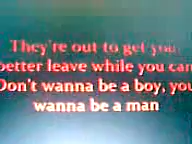 They're out to get you,
better leave while you can
Don't wanna be a boy, you
wanna be a man